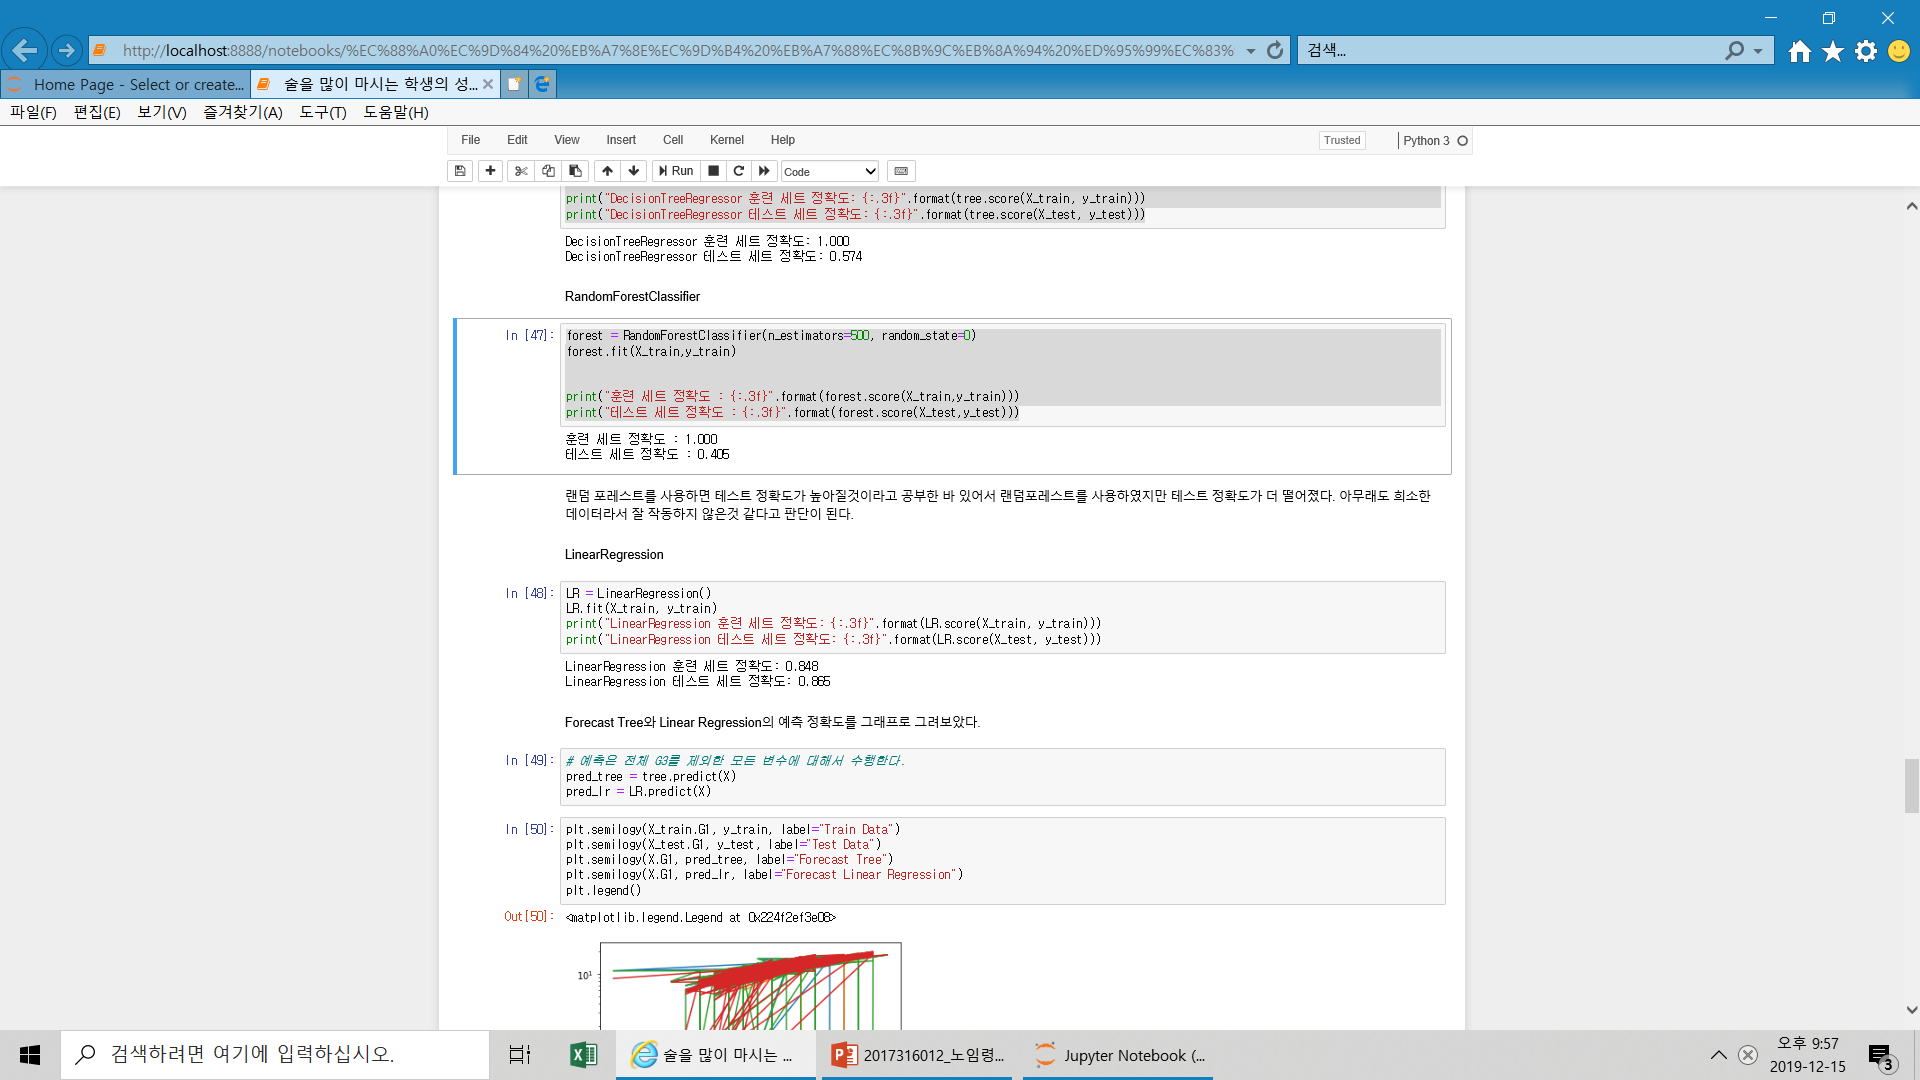 http://localhost:8888/notebooks/%EC%88%A0%EC%9D%84%20%EB%A7%8E%EC%9D%B4%20%EB%A7%88%EC%8B%9C%EB%8A%94%20%ED%95%99%EC%83%
검색...
Home Page - Select or create...
술을 많이 마시는 학생의 성...
파일(F) 편집(E) 보기(V) 즐겨찾기(A) 도구(T) 도움말(H)
File Edit View Insert Cell Kernel Help
Trusted
Python 3
Run
Code
print("DecisionTreeRegressor 훈련 세트 정확도: {:.3f}".format(tree.score(X_train, y_train)))
print("DecisionTreeRegressor 테스트 세트 정확도: {:.3f}".format(tree.score(X_test, y_test)))
DecisionTreeRegressor 훈련 세트 정확도: 1.000
DecisionTreeRegressor 테스트 세트 정확도: 0.574
RandomForestClassifier
In [47]:
forest = RandomForestClassifier(n_estimators=500, random_state=0)
forest.fit(X_train,y_train)
print("훈련 세트 정확도 : {:.3f}".format(forest.score(X_train,y_train)))
print("테스트 세트 정확도 : {:.3f}".format(forest.score(X_test,y_test)))
훈련 세트 정확도 : 1.000
테스트 세트 정확도 : 0.405
랜덤 포레스트를 사용하면 테스트 정확도가 높아질것이라고 공부한 바 있어서 랜덤포레스트를 사용하였지만 테스트 정확도가 더 떨어졌다. 아무래도 희소한
데이터라서 잘 작동하지 않은것 같다고 판단이 된다.
LinearRegression
In [48]:
LR = LinearRegression()
LR.fit(X_train, y_train)
print("LinearRegression 훈련 세트 정확도: {:.3f}".format(LR.score(X_train, y_train)))
print("LinearRegression 테스트 세트 정확도: {:.3f}".format(LR.score(X_test, y_test)))
LinearRegression 훈련 세트 정확도: 0.848
LinearRegression 테스트 세트 정확도: 0.865
Forecast Tree와 Linear Regression의 예측 정확도를 그래프로 그려보았다.
In [49]:
# 예측은 전체 G3를 제외한 모든 변수에 대해서 수행한다.
pred_tree = tree.predict(X)
pred_lr = LR.predict(X)
In [50]:
plt.semilogy(X_train.G1, y_train, label="Train Data")
plt.semilogy(X_test.G1, y_test, label="Test Data")
plt.semilogy(X.G1, pred_tree, label="Forecast Tree")
plt.semilogy(X.G1, pred_lr, label="Forecast Linear Regression")
plt.legend()
Out[50]:
<matplotlib.legend.Legend at 0x224f2ef3e08>
10¹
검색하려면 여기에 입력하십시오.
술을 많이 마시는 ...
2017316012_노임령...
Jupyter Notebook (...
오후 9:57
2019-12-15
3